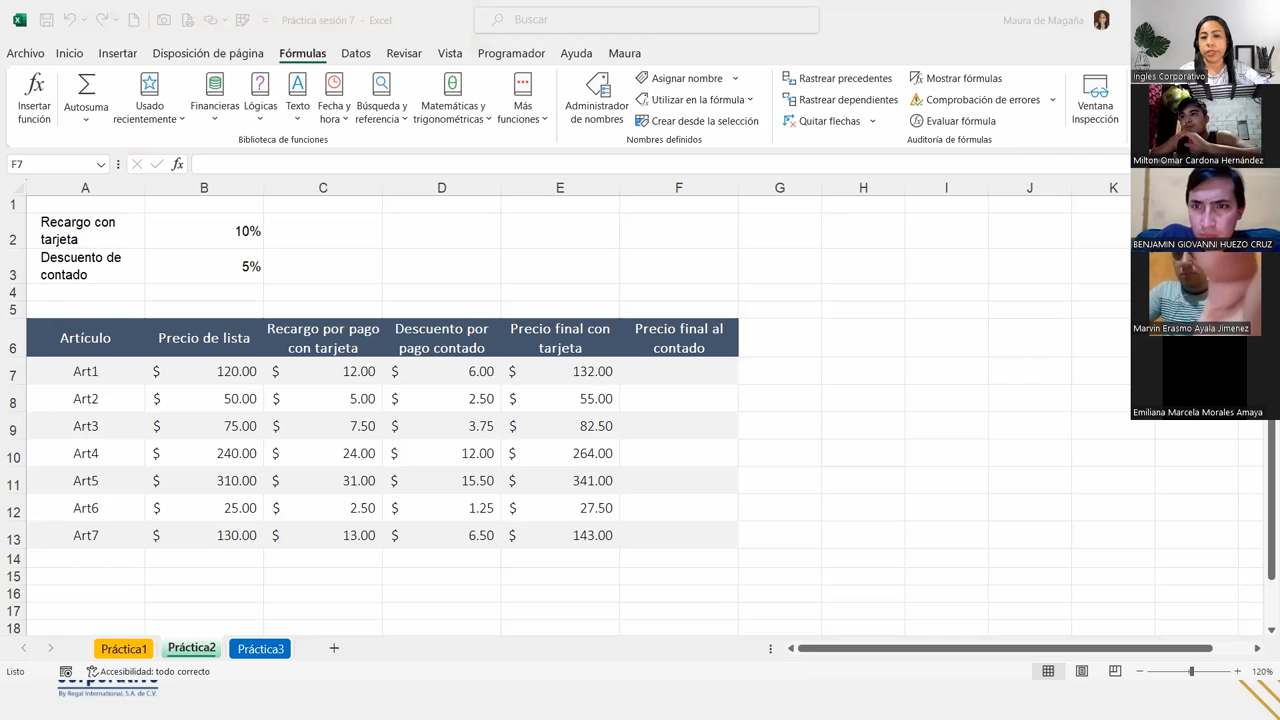 Práctica sesión 7 - Excel
Buscar
Maura de Magaña
Archivo Inicio Insertar Disposición de página Fórmulas Datos Revisar Vista Programador Ayuda Maura
Insertar función
Autosuma
Usado recientemente
Financieras
Lógicas
Texto
Fecha y hora
Búsqueda y referencia
Matemáticas y trigonométricas
Más funciones
Biblioteca de funciones
Administrador de nombres
Asignar nombre
Utilizar en la fórmula
Crear desde la selección
Nombres definidos
Rastrear precedentes
Rastrear dependientes
Quitar flechas
Mostrar fórmulas
Comprobación de errores
Evaluar fórmula
Auditoría de fórmulas
Ventana Inspección
F7
fx
A B C D E F G H I J K
1
2 Recargo con tarjeta 10%
3 Descuento de contado 5%
4
5
6 Artículo Precio de lista Recargo por pago con tarjeta Descuento por pago contado Precio final con tarjeta Precio final al contado
7 Art1 $ 120.00 $ 12.00 $ 6.00 $ 132.00
8 Art2 $ 50.00 $ 5.00 $ 2.50 $ 55.00
9 Art3 $ 75.00 $ 7.50 $ 3.75 $ 82.50
10 Art4 $ 240.00 $ 24.00 $ 12.00 $ 264.00
11 Art5 $ 310.00 $ 31.00 $ 15.50 $ 341.00
12 Art6 $ 25.00 $ 2.50 $ 1.25 $ 27.50
13 Art7 $ 130.00 $ 13.00 $ 6.50 $ 143.00
14
15
16
17
18
Práctica1 Práctica2 Práctica3
Listo
Accesibilidad: todo correcto
120%
By Regal International, S.A. de C.V.
Ingles Corporativo
Milton Omar Cardona Hernández
BENJAMIN GIOVANNI HUEZO CRUZ
Marvin Erasmo Ayala Jimenez
Emiliana Marcela Morales Amaya